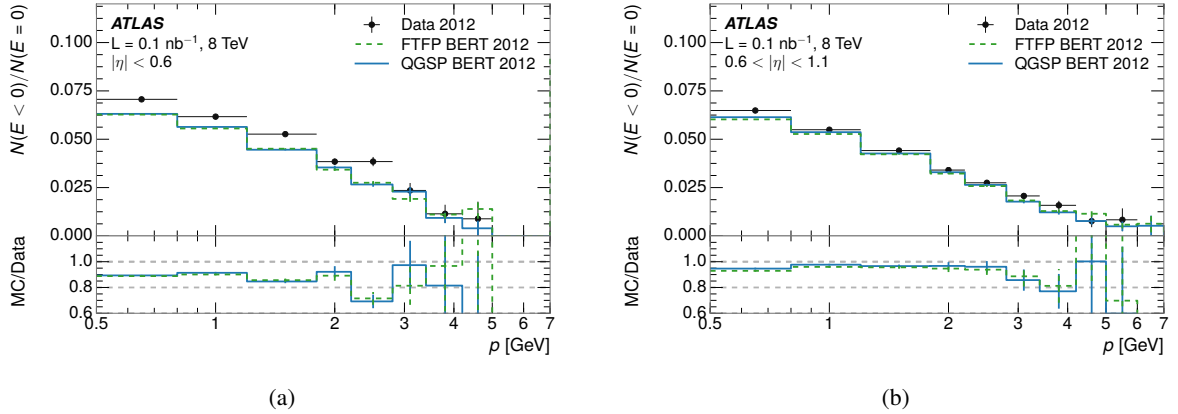 ATLAS
L = 0.1 nb⁻¹, 8 TeV
|η| < 0.6
Data 2012
FTFP BERT 2012
QGSP BERT 2012
N(E < 0)/N(E = 0)
0.100
0.075
0.050
0.025
0.000
MC/Data
1.0
0.8
0.6
0.5 1 2 3 4 5 7
p [GeV]
(a)
ATLAS
L = 0.1 nb⁻¹, 8 TeV
0.6 < |η| < 1.1
Data 2012
FTFP BERT 2012
QGSP BERT 2012
N(E < 0)/N(E = 0)
0.100
0.075
0.050
0.025
0.000
MC/Data
1.0
0.8
0.6
0.5 1 2 3 4 5 7
p [GeV]
(b)